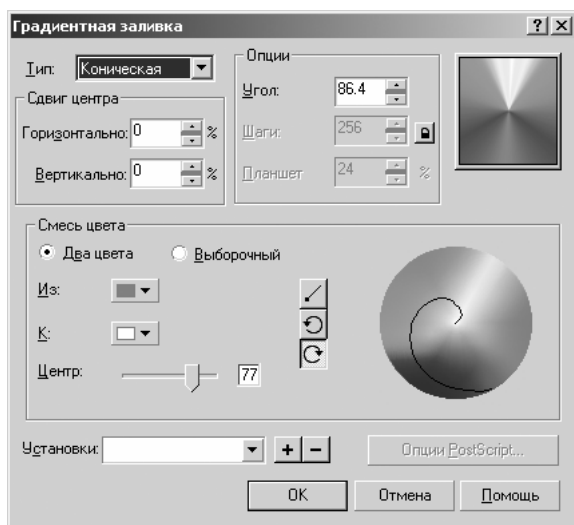 Градиентная заливка
Тип: Коническая
Сдвиг центра
Горизонтально: 0 %
Вертикально: 0 %
Опции
Угол: 86.4
Шаги: 256
Планшет 24 %
Смесь цвета
Два цвета Выборочный
Из:
К:
Центр: 77
Установки:
Опции PostScript...
OK Отмена Помощь